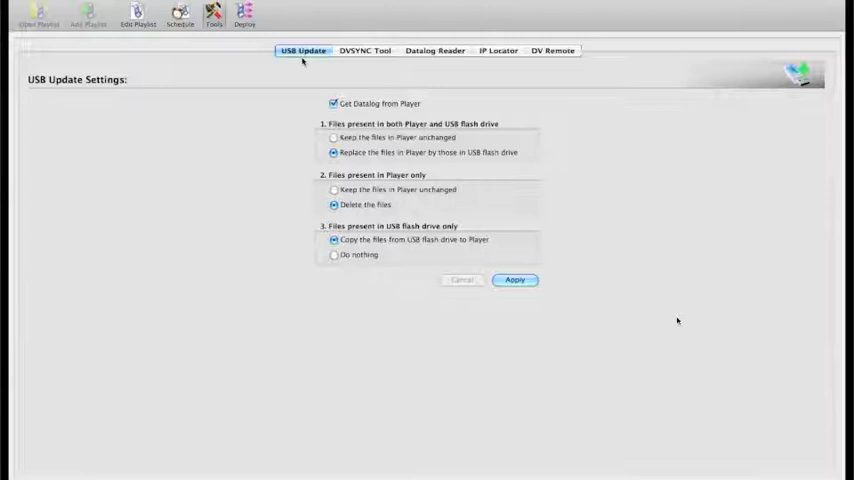 Open Playlist Add Playlist Edit Playlist Schedule Tools Deploy
USB Update DVSYNC Tool Datalog Reader IP Locator DV Remote
USB Update Settings:
Get Datalog from Player
1. Files present in both Player and USB flash drive
Keep the files in Player unchanged
Replace the files in Player by those in USB flash drive
2. Files present in Player only
Keep the files in Player unchanged
Delete the files
3. Files present in USB flash drive only
Copy the files from USB flash drive to Player
Do nothing
Cancel Apply